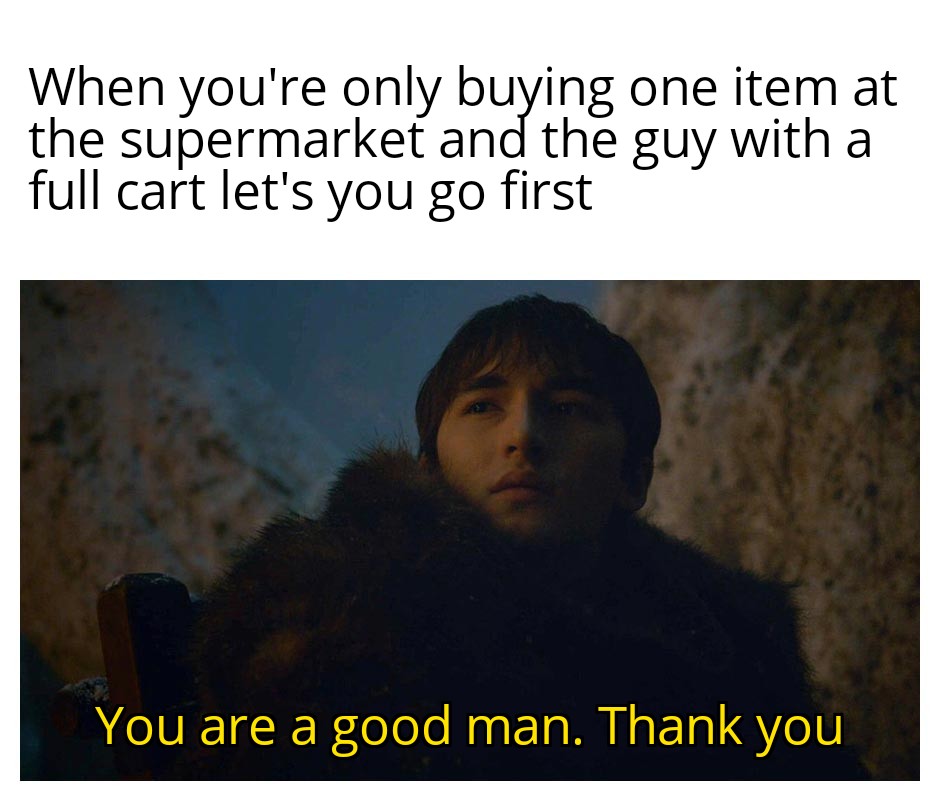 When you're only buying one item at
the supermarket and the guy with a
full cart let's you go first
You are a good man. Thank you